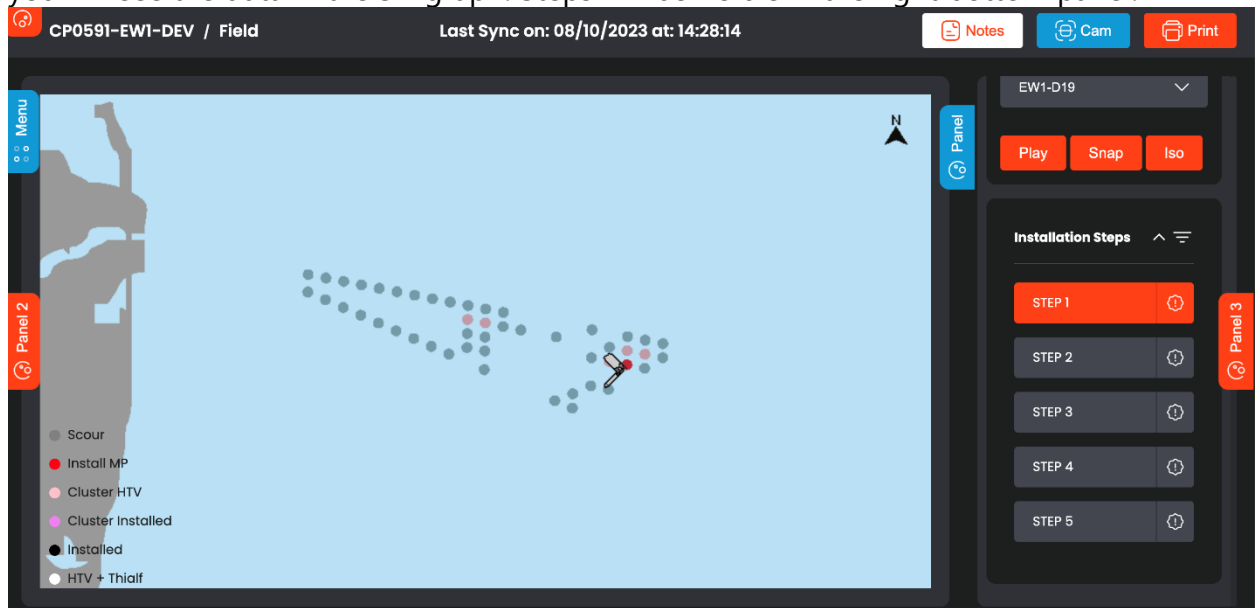 CP0591-EW1-DEV / Field
Last Sync on: 08/10/2023 at: 14:28:14
Notes
Cam
Print
Menu
Panel 2
N
Scour
Install MP
Cluster HTV
Cluster Installed
Installed
HTV + Thialf
Panel
EW1-D19
Play
Snap
Iso
Installation Steps
STEP 1
STEP 2
STEP 3
STEP 4
STEP 5
Panel 3